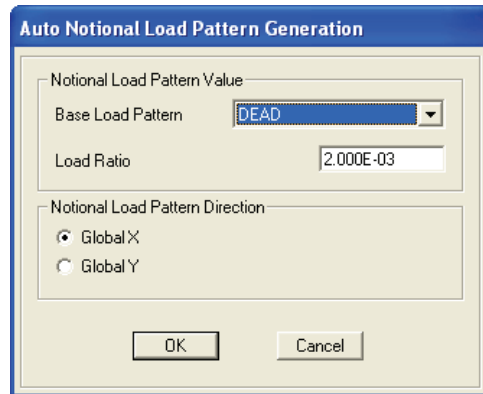 Auto Notional Load Pattern Generation
Notional Load Pattern Value
Base Load Pattern DEAD
Load Ratio 2.000E-03
Notional Load Pattern Direction
Global X
Global Y
OK Cancel